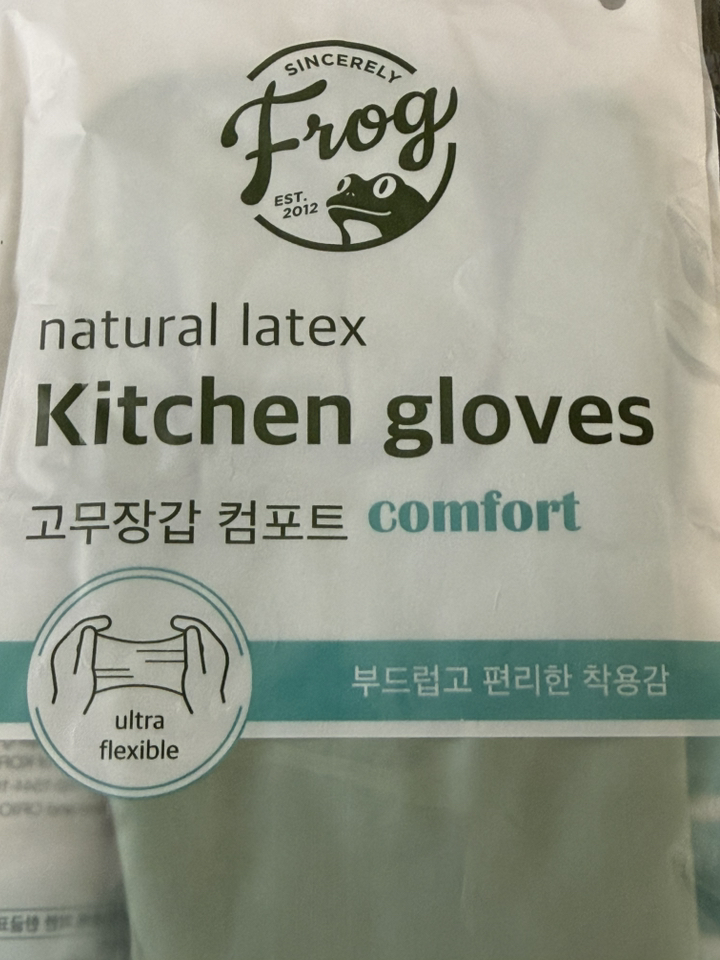 SINCERELY
Frog
EST.
2012
natural latex
Kitchen gloves
고무장갑 컴포트 comfort
부드럽고 편리한 착용감
ultra
flexible